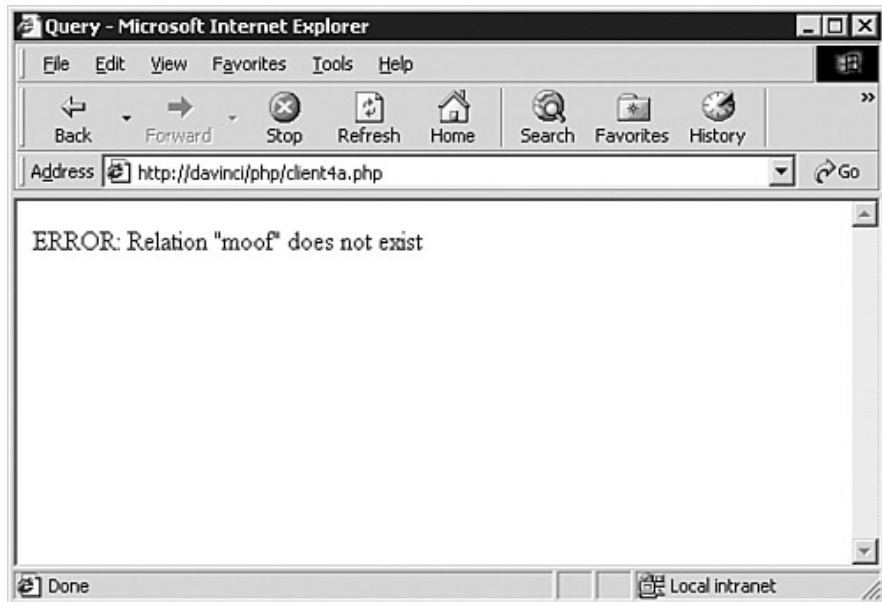 Query - Microsoft Internet Explorer
File Edit View Favorites Tools Help
Back Forward Stop Refresh Home Search Favorites History »
Address http://davinci/php/client4a.php Go
ERROR: Relation "moof" does not exist
Done Local intranet